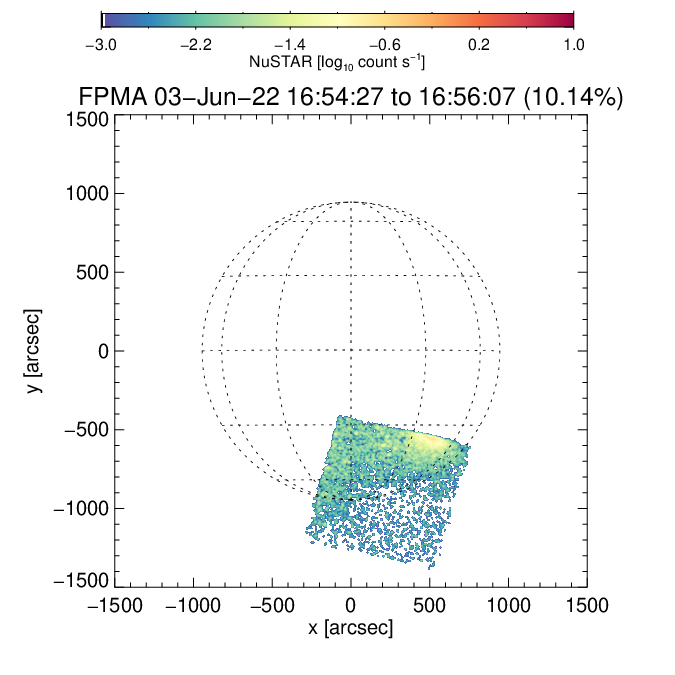 −3.0 −2.2 −1.4 −0.6 0.2 1.0
NuSTAR [log₁₀ count s⁻¹]
FPMA 03−Jun−22 16:54:27 to 16:56:07 (10.14%)
1500
1000
500
0
−500
−1000
−1500
y [arcsec]
−1500 −1000 −500 0 500 1000 1500
x [arcsec]